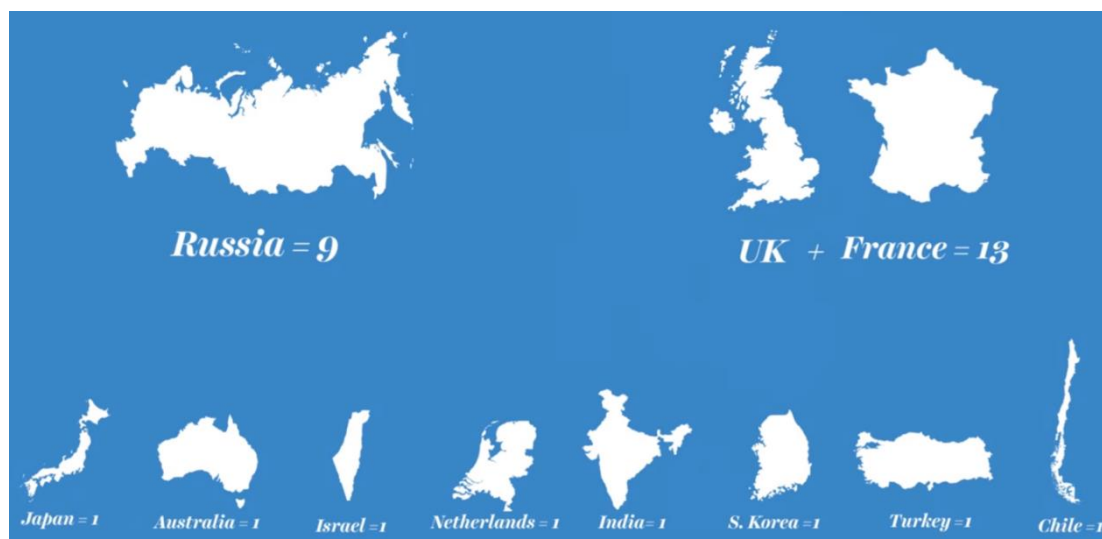 Russia = 9
UK + France = 13
Japan = 1
Australia = 1
Israel =1
Netherlands = 1
India= 1
S. Korea =1
Turkey =1
Chile =1